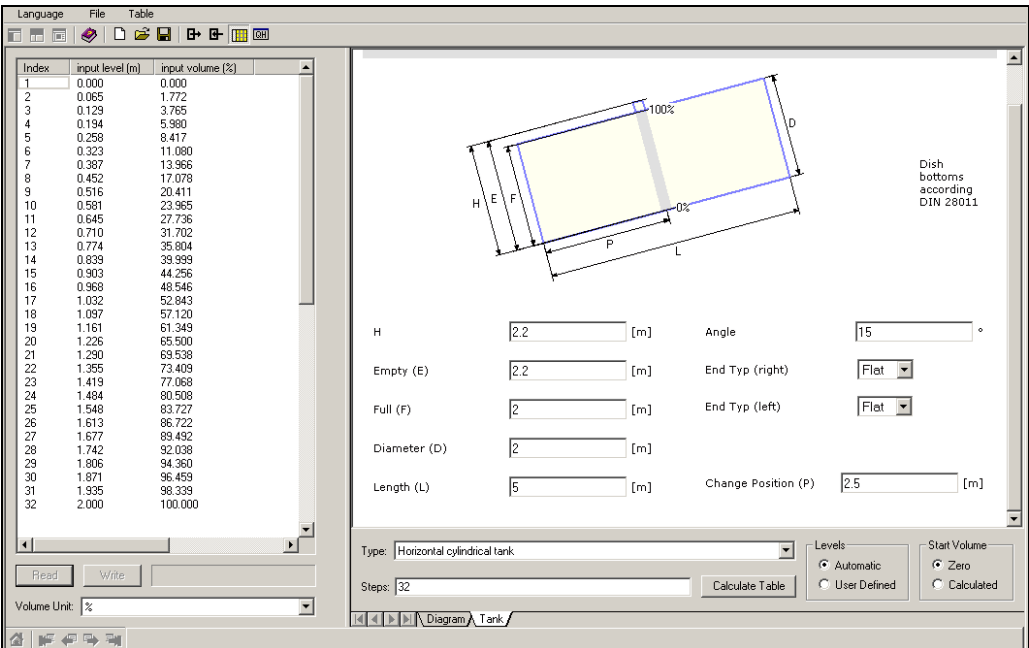 Language File Table
QH
Index input level (m) input volume (%)
1 0.000 0.000
2 0.065 1.772
3 0.129 3.765
4 0.194 5.980
5 0.258 8.417
6 0.323 11.080
7 0.387 13.966
8 0.452 17.078
9 0.516 20.411
10 0.581 23.965
11 0.645 27.736
12 0.710 31.702
13 0.774 35.804
14 0.839 39.999
15 0.903 44.256
16 0.968 48.546
17 1.032 52.843
18 1.097 57.120
19 1.161 61.349
20 1.226 65.500
21 1.290 69.538
22 1.355 73.409
23 1.419 77.068
24 1.484 80.508
25 1.548 83.727
26 1.613 86.722
27 1.677 89.492
28 1.742 92.038
29 1.806 94.360
30 1.871 96.459
31 1.935 98.339
32 2.000 100.000
Read Write
Volume Unit: %
100%
D
H E F
0%
P
L
Dish
bottoms
according
DIN 28011
H 2.2 [m] Angle 15 °
Empty (E) 2.2 [m] End Typ (right) Flat
Full (F) 2 [m] End Typ (left) Flat
Diameter (D) 2 [m]
Length (L) 5 [m] Change Position (P) 2.5 [m]
Type: Horizontal cylindrical tank
Steps: 32 Calculate Table
Levels
Automatic
User Defined
Start Volume
Zero
Calculated
Diagram Tank